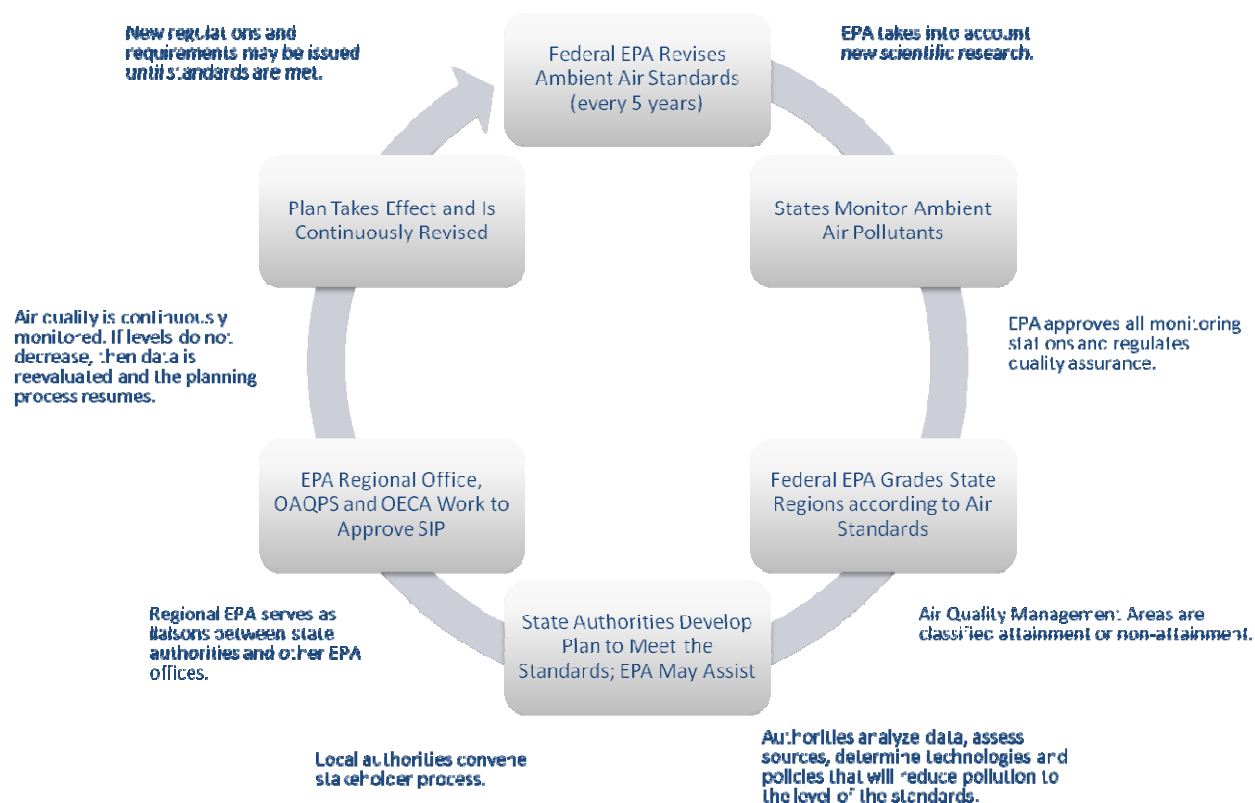 New regulations and
requirements may be issued
until standards are met.
Federal EPA Revises
Ambient Air Standards
(every 5 years)
EPA takes into account
new scientific research.
Plan Takes Effect and Is
Continuously Revised
States Monitor Ambient
Air Pollutants
Air quality is continuously
monitored. If levels do not
decrease, then data is
reevaluated and the planning
process resumes.
EPA approves all monitoring
stations and regulates
quality assurance.
EPA Regional Office,
OAQPS and OECA Work to
Approve SIP
Federal EPA Grades State
Regions according to Air
Standards
Regional EPA serves as
liaisons between state
authorities and other EPA
offices.
State Authorities Develop
Plan to Meet the
Standards; EPA May Assist
Air Quality Management Areas are
classified attainment or non-attainment.
Local authorities convene
stakeholder process.
Authorities analyze data, assess
sources, determine technologies and
policies that will reduce pollution to
the level of the standards.